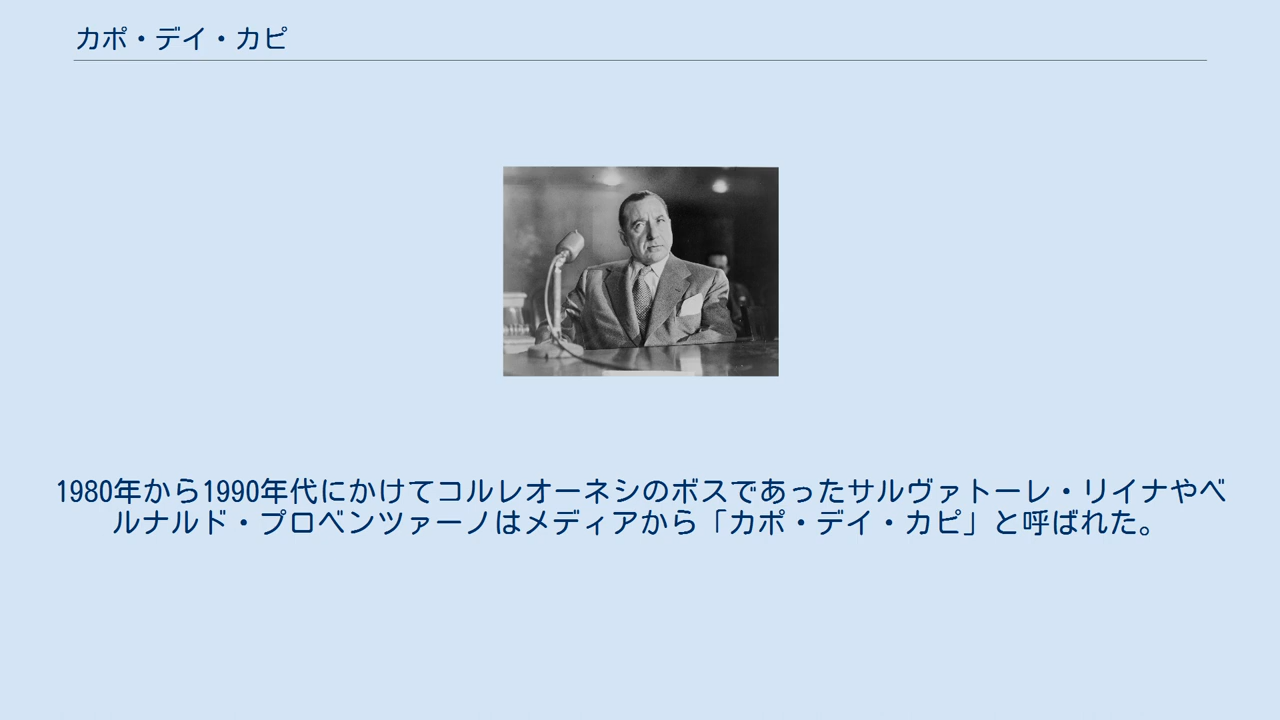 カポ・デイ・カピ
1980年から1990年代にかけてコルレオーネシのボスであったサルヴァトーレ・リイナやベ
ルナルド・プロベンツァーノはメディアから「カポ・デイ・カピ」と呼ばれた。